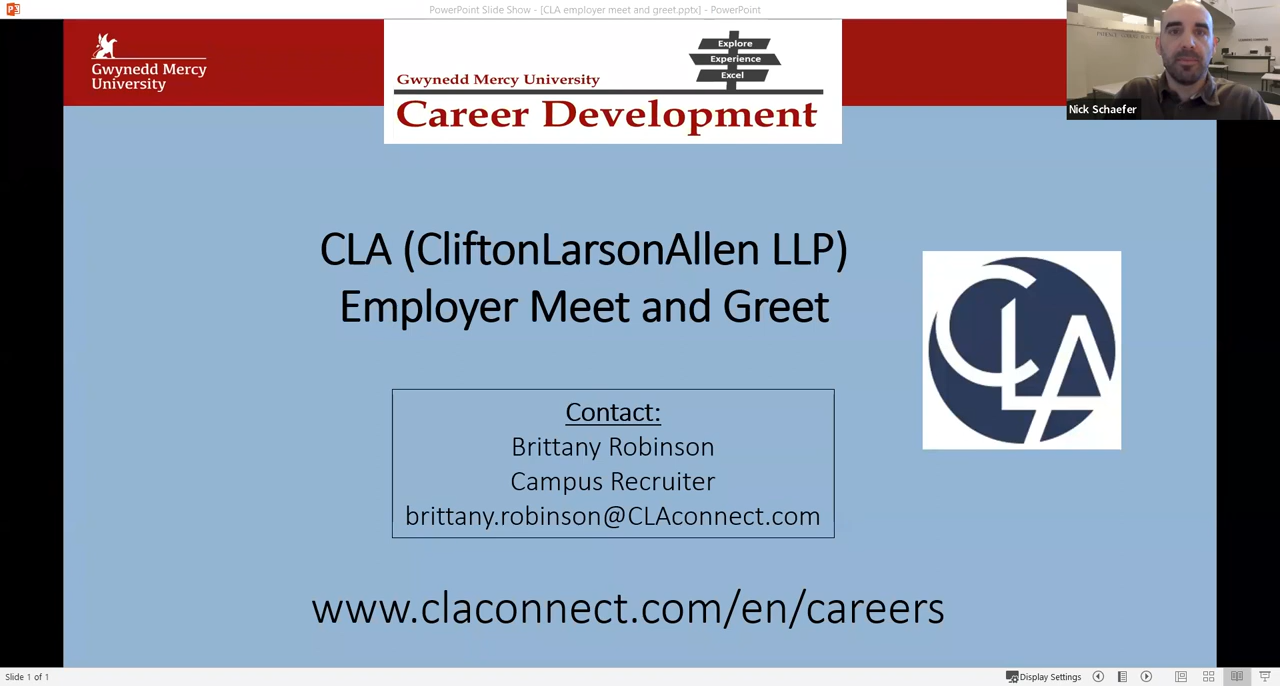 PowerPoint Slide Show - [CLA employer meet and greet.pptx] - PowerPoint
Gwynedd Mercy
University
Explore
Experience
Excel
Gwynedd Mercy University
Career Development
Nick Schaefer
CLA (CliftonLarsonAllen LLP)
Employer Meet and Greet
CLA
Contact:
Brittany Robinson
Campus Recruiter
brittany.robinson@CLAconnect.com
www.claconnect.com/en/careers
Slide 1 of 1
Display Settings